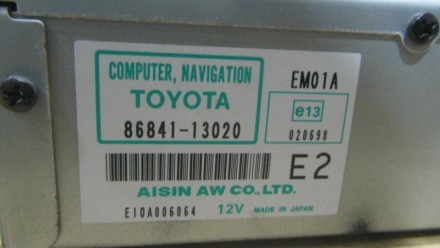 COMPUTER, NAVIGATION
TOYOTA
86841-13020
EM01A
e13
020698
E2
AISIN AW CO., LTD.
E10A006064 12V MADE IN JAPAN